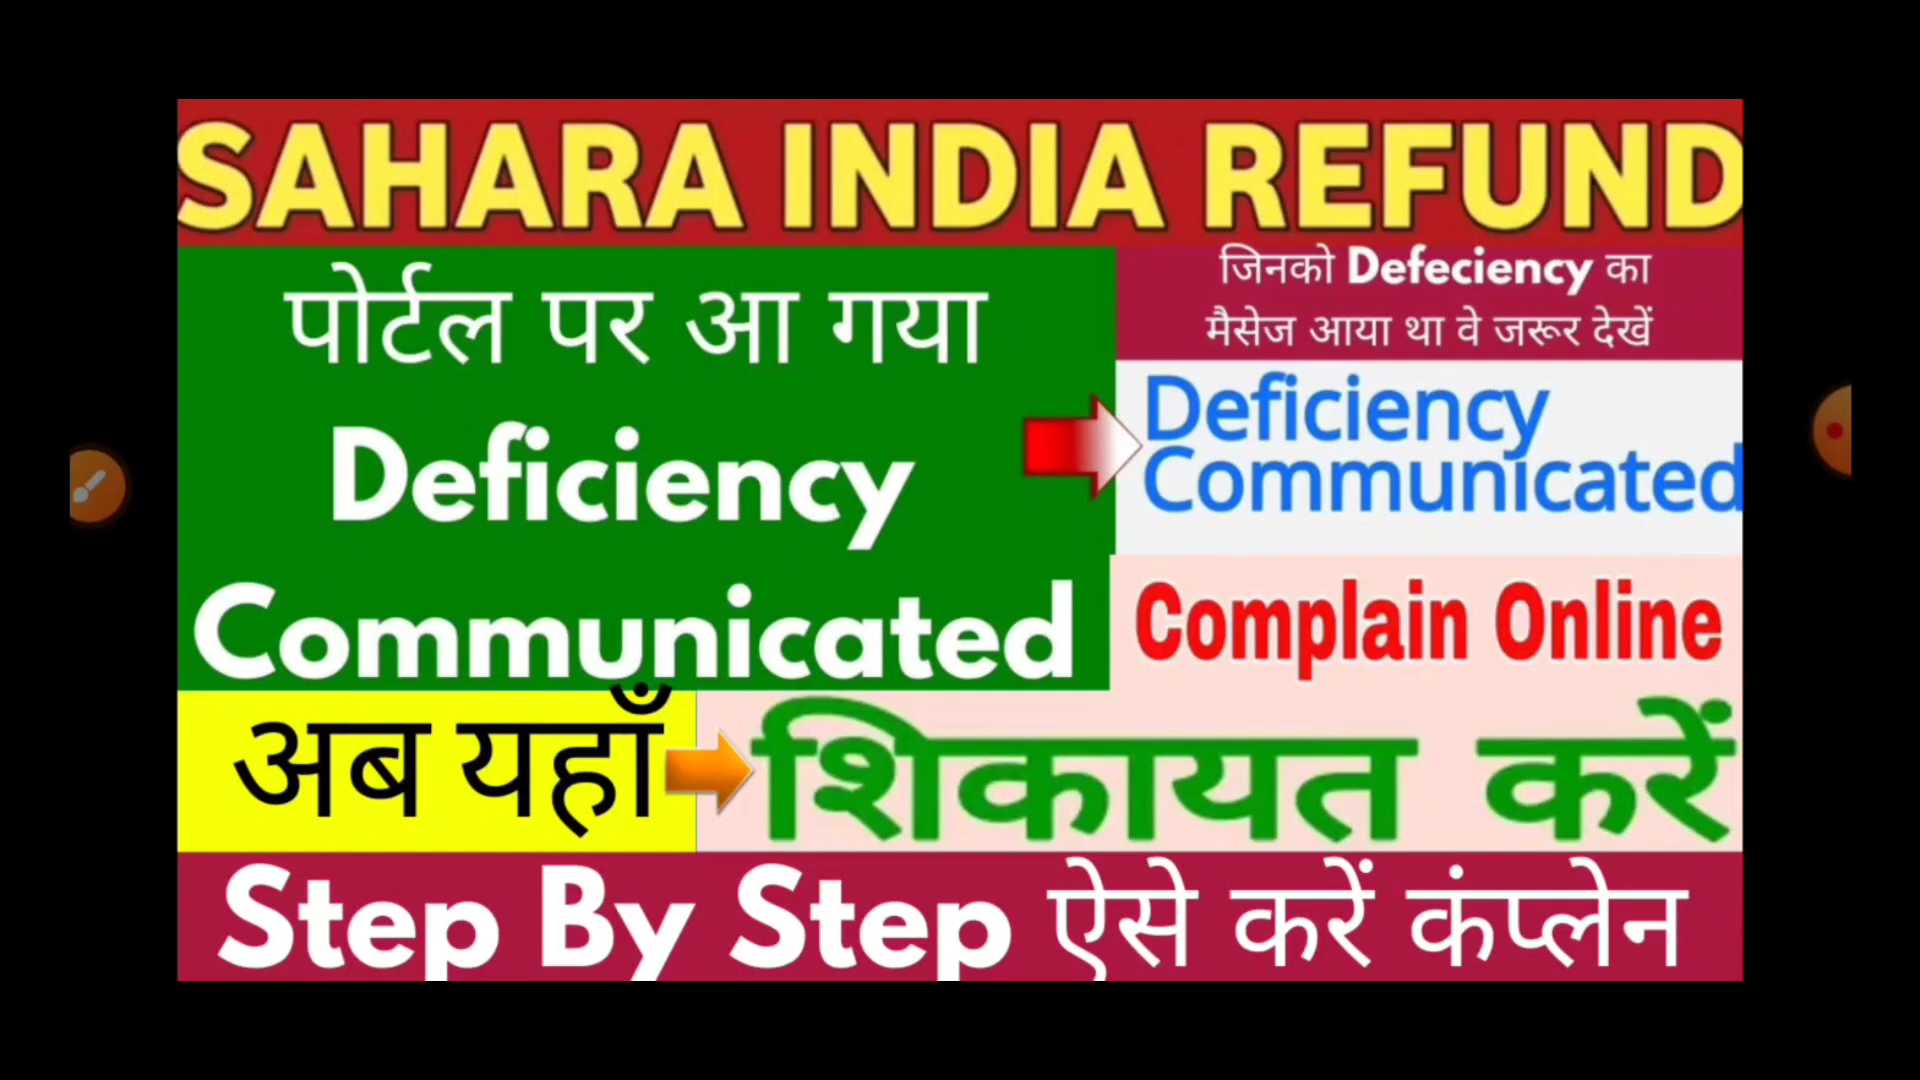 SAHARA INDIA REFUND
पोर्टल पर आ गया
Deficiency
Communicated
जिनको Defeciency का
मैसेज आया था वे जरूर देखें
Deficiency
Communicated
Complain Online
अब यहाँ
शिकायत करें
Step By Step ऐसे करें कंप्लेन